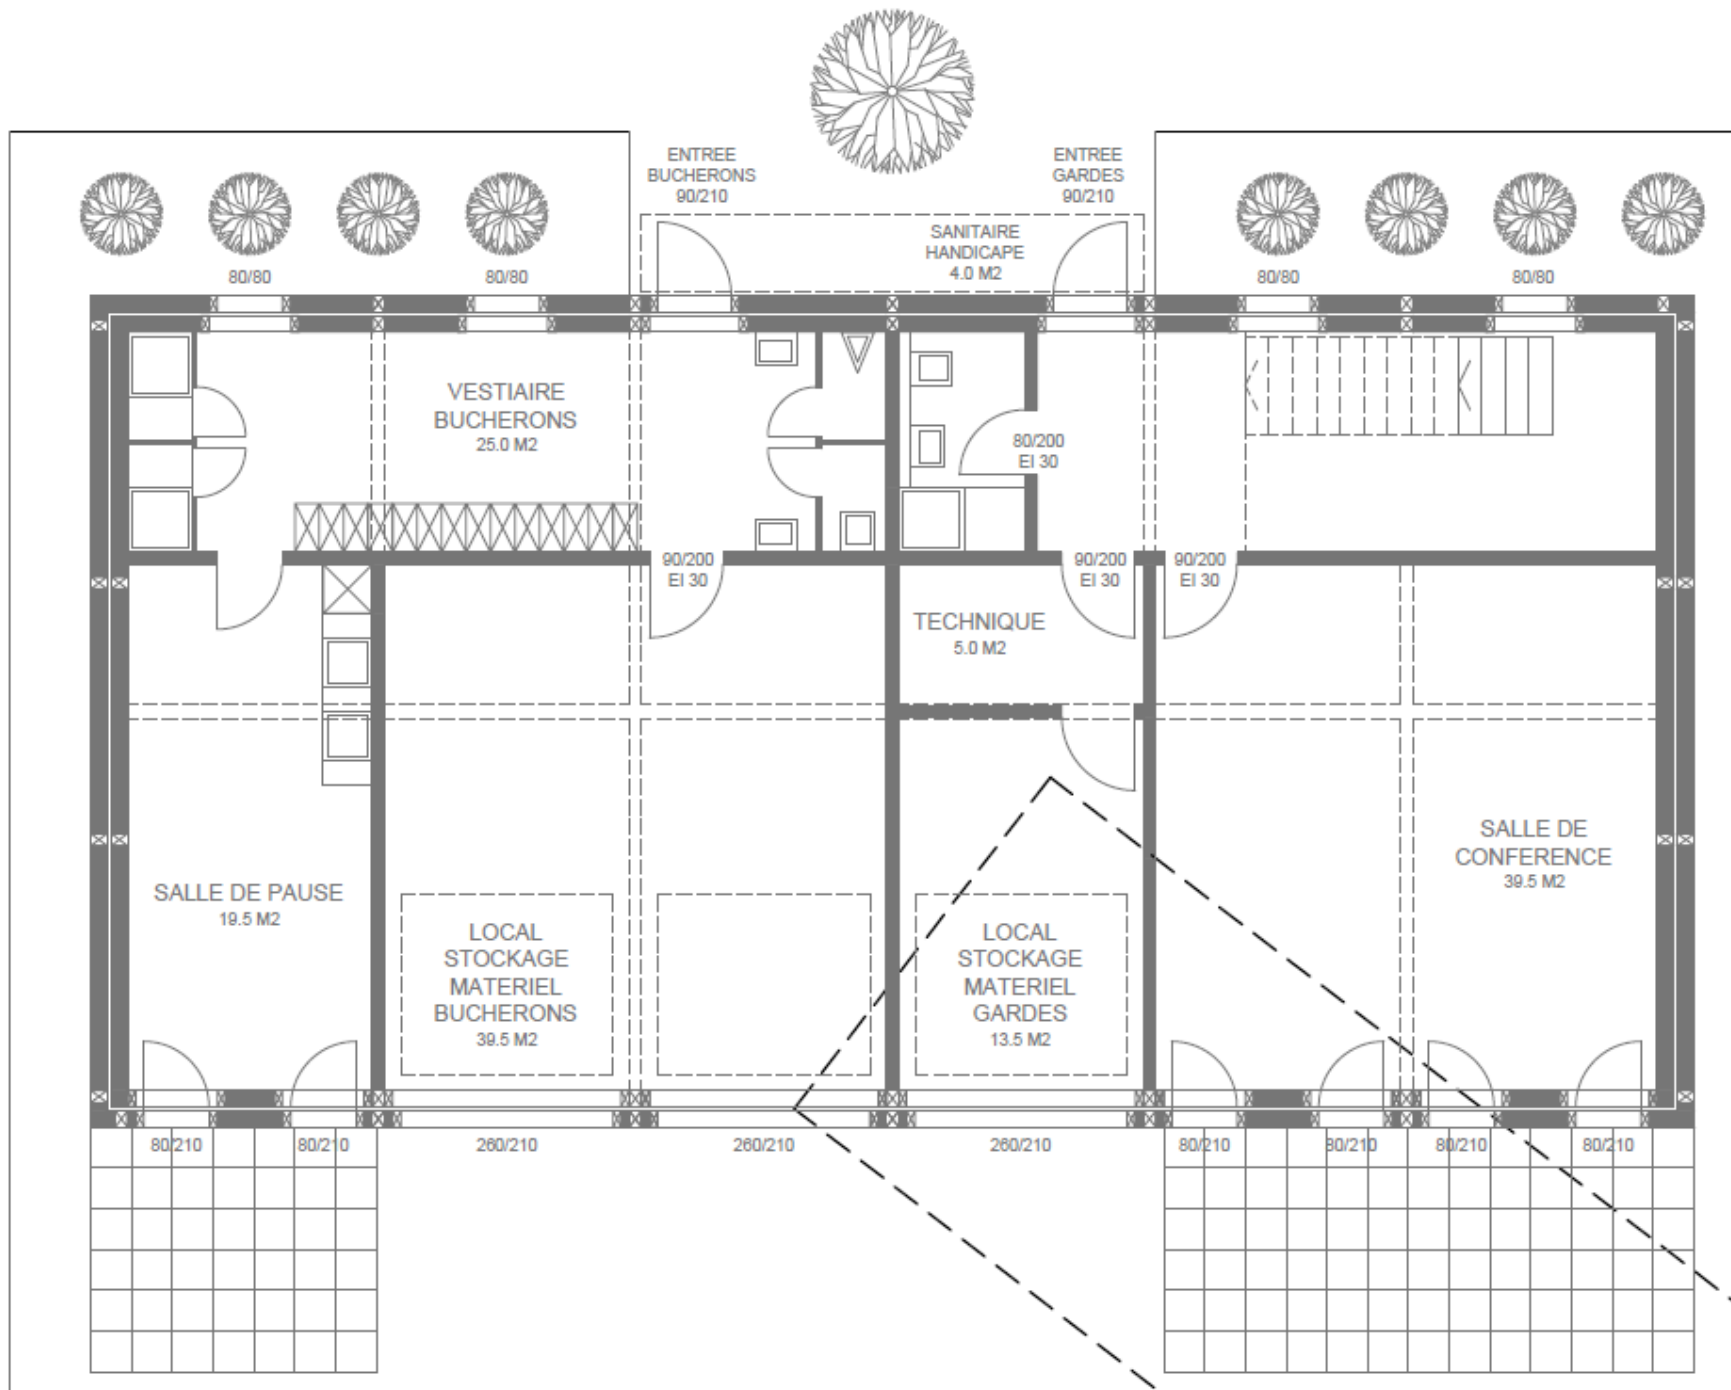 ENTREE
BUCHERONS
90/210
ENTREE
GARDES
90/210
SANITAIRE
HANDICAPE
4.0 M2
80/80
80/80
80/80
80/80
VESTIAIRE
BUCHERONS
25.0 M2
80/200
EI 30
90/200
EI 30
90/200
EI 30
90/200
EI 30
TECHNIQUE
5.0 M2
SALLE DE PAUSE
19.5 M2
LOCAL
STOCKAGE
MATERIEL
BUCHERONS
39.5 M2
LOCAL
STOCKAGE
MATERIEL
GARDES
13.5 M2
SALLE DE
CONFERENCE
39.5 M2
80/210
80/210
260/210
260/210
260/210
80/210
80/210
80/210
80/210